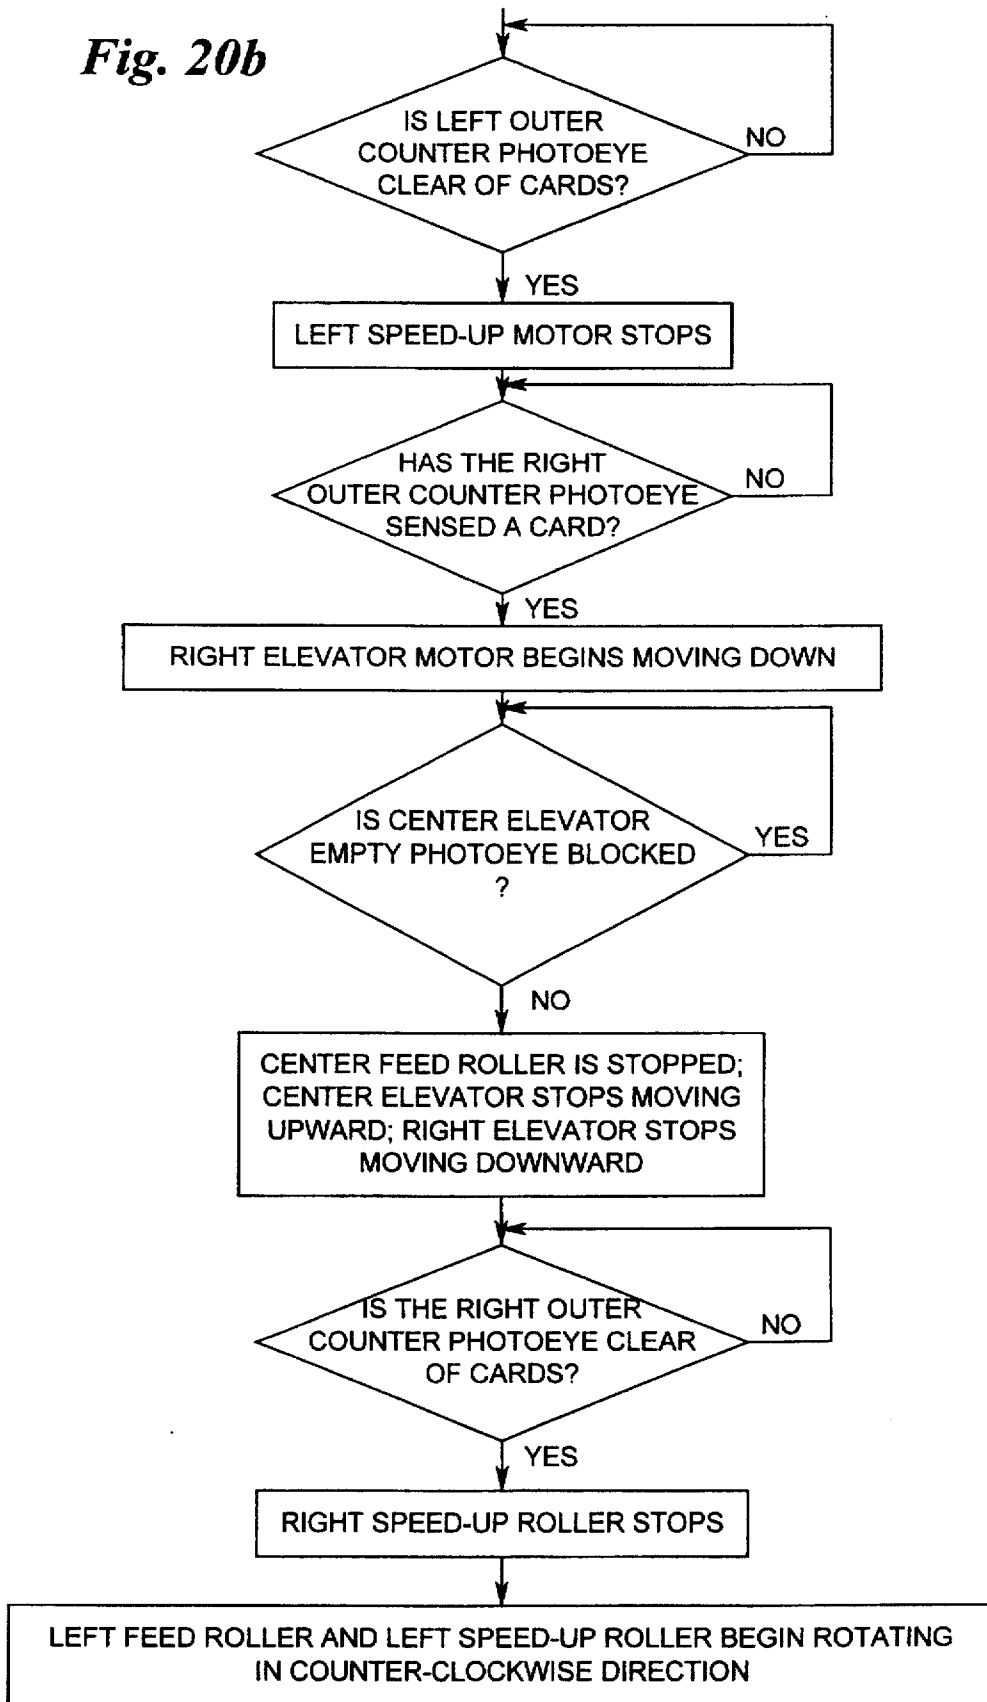 Fig. 20b
IS LEFT OUTER
COUNTER PHOTOEYE
CLEAR OF CARDS?
NO
YES
LEFT SPEED-UP MOTOR STOPS
HAS THE RIGHT
OUTER COUNTER PHOTOEYE
SENSED A CARD?
NO
YES
RIGHT ELEVATOR MOTOR BEGINS MOVING DOWN
IS CENTER ELEVATOR
EMPTY PHOTOEYE BLOCKED
?
YES
NO
CENTER FEED ROLLER IS STOPPED;
CENTER ELEVATOR STOPS MOVING
UPWARD; RIGHT ELEVATOR STOPS
MOVING DOWNWARD
IS THE RIGHT OUTER
COUNTER PHOTOEYE CLEAR
OF CARDS?
NO
YES
RIGHT SPEED-UP ROLLER STOPS
LEFT FEED ROLLER AND LEFT SPEED-UP ROLLER BEGIN ROTATING
IN COUNTER-CLOCKWISE DIRECTION